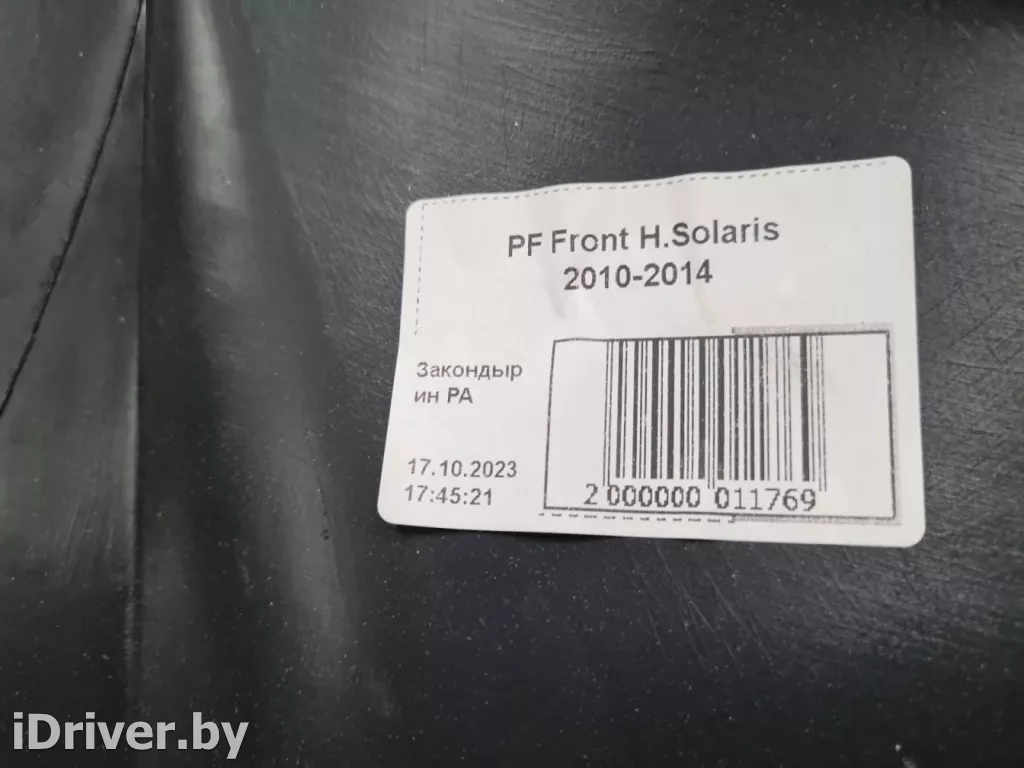 PF Front H.Solaris
2010-2014
Закондыр
ин РА
17.10.2023
17:45:21
2 000000 011769
iDriver.by